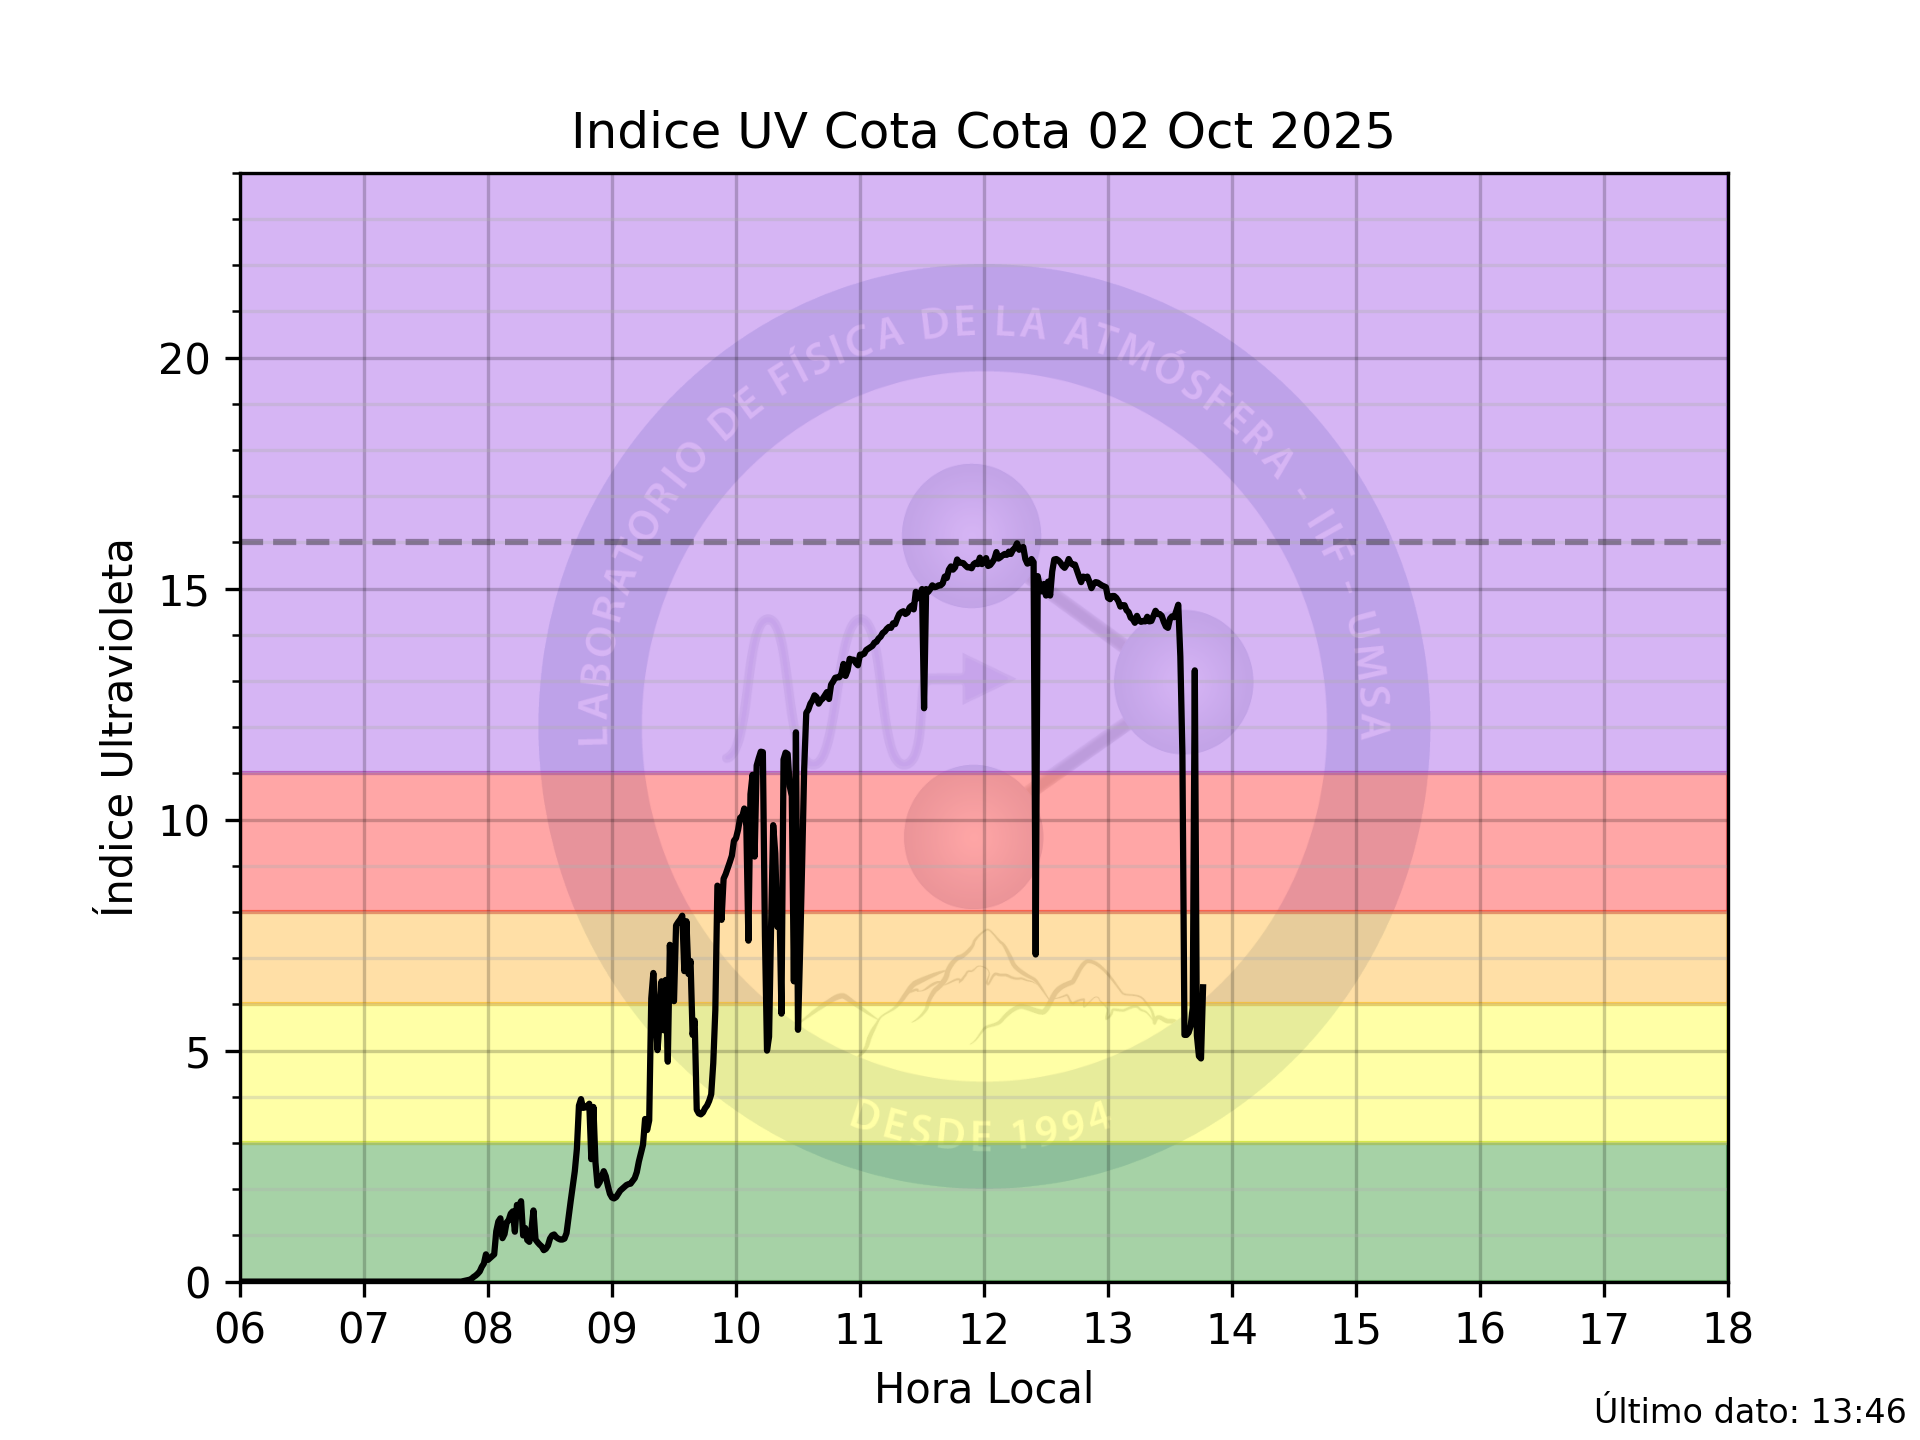 Indice UV Cota Cota 02 Oct 2025
Índice Ultravioleta
20
15
10
5
0
LABORATORIO DE FÍSICA DE LA ATMÓSFERA - IIF - UMSA
DESDE 1994
06 07 08 09 10 11 12 13 14 15 16 17 18
Hora Local
Último dato: 13:46